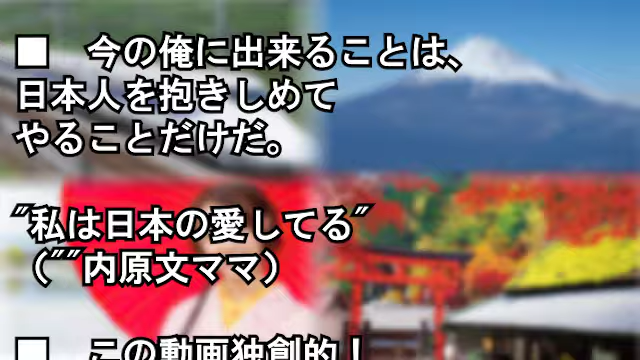 ■　今の俺に出来ることは、
日本人を抱きしめて
やることだけだ。
"私は日本の愛してる"
（""内原文ママ）
■　この動画独創的！